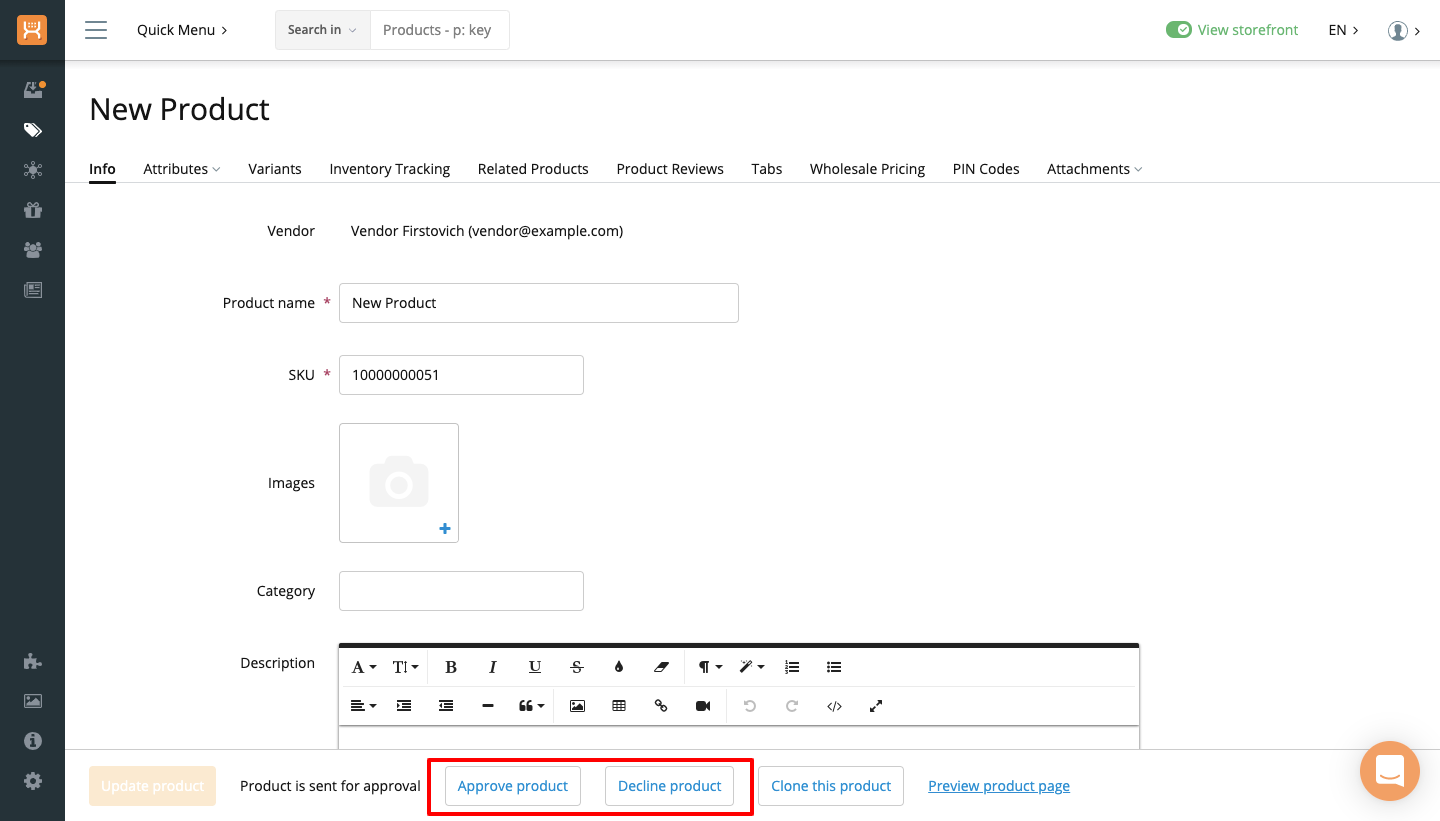 Quick Menu
Search in
Products - p: key
View storefront
EN
New Product
Info
Attributes
Variants
Inventory Tracking
Related Products
Product Reviews
Tabs
Wholesale Pricing
PIN Codes
Attachments
Vendor
Vendor Firstovich (vendor@example.com)
Product name *
New Product
SKU *
10000000051
Images
Category
Description
Update product
Product is sent for approval
Approve product
Decline product
Clone this product
Preview product page